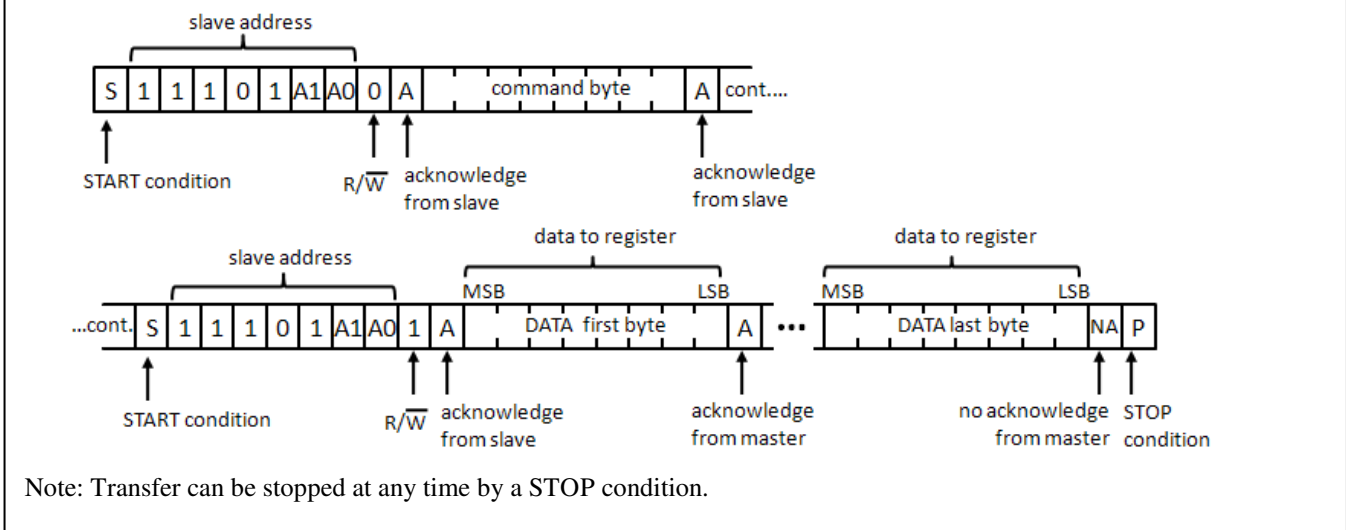 slave address
S 1 1 1 0 1 A1 A0 0 A command byte A cont....
START condition
R/W̅
acknowledge
from slave
acknowledge
from slave
data to register
data to register
slave address
MSB LSB MSB LSB
...cont. S 1 1 1 0 1 A1 A0 1 A DATA first byte A ••• DATA last byte NA P
START condition
R/W̅
acknowledge
from slave
acknowledge
from master
no acknowledge
from master
STOP
condition
Note: Transfer can be stopped at any time by a STOP condition.